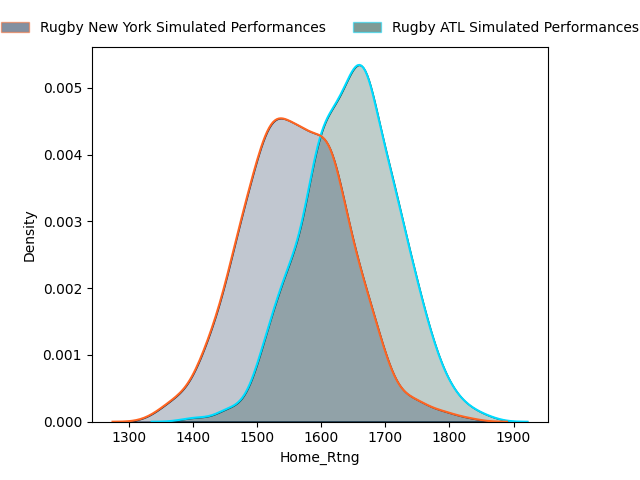 Rugby New York Simulated Performances Rugby ATL Simulated Performances
0.005
0.004
0.003
0.002
0.001
0.000
Density
1300 1400 1500 1600 1700 1800 1900
Home_Rtng